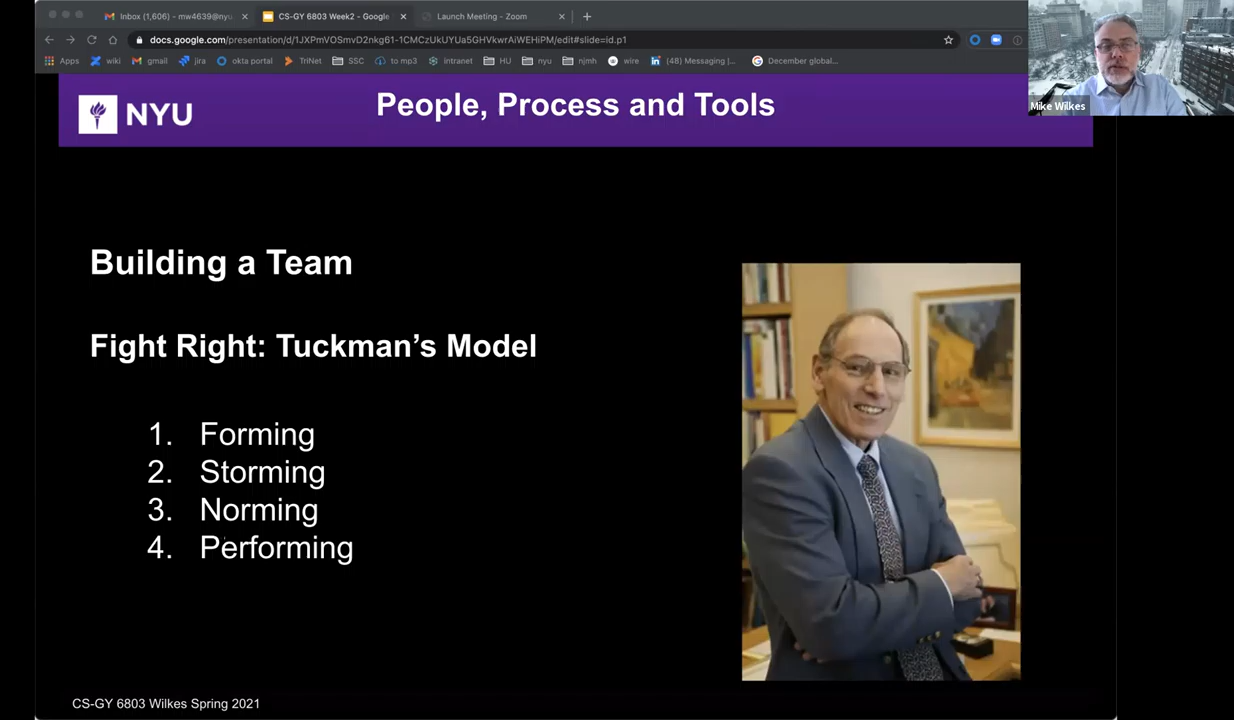 Inbox (1,606) - mw4639@nyu
CS-GY 6803 Week2 - Google
Launch Meeting - Zoom
docs.google.com/presentation/d/1JXPmVOSmvD2nkg61-1CMCzUkUYUa5GHVkwrAiWEHiPM/edit#slide=id.p1
Apps wiki gmail jira okta portal TriNet SSC to mp3 intranet HU nyu njmh wire (48) Messaging |... December global...
NYU
People, Process and Tools
Mike Wilkes
Building a Team
Fight Right: Tuckman's Model
1. Forming
2. Storming
3. Norming
4. Performing
CS-GY 6803 Wilkes Spring 2021